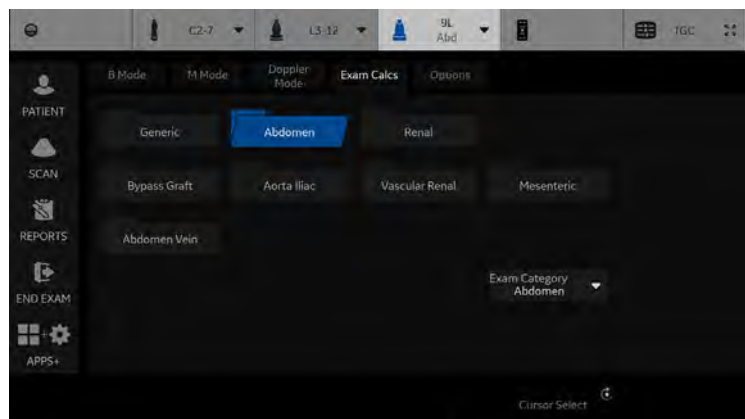 C2-7
L3-12
9L
Abd
TGC
B Mode
M Mode
Doppler
Mode
Exam Calcs
Options
PATIENT
Generic
Abdomen
Renal
SCAN
Bypass Graft
Aorta Iliac
Vascular Renal
Mesenteric
REPORTS
Abdomen Vein
END EXAM
Exam Category
Abdomen
APPS+
Cursor Select